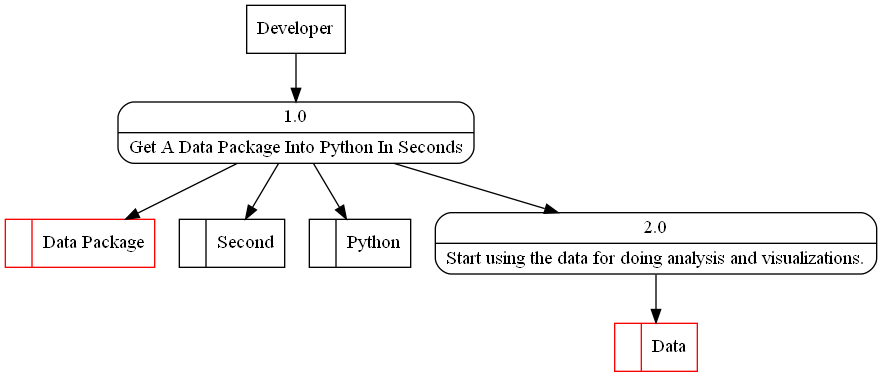 Developer
1.0
Get A Data Package Into Python In Seconds
Data Package
Second
Python
2.0
Start using the data for doing analysis and visualizations.
Data